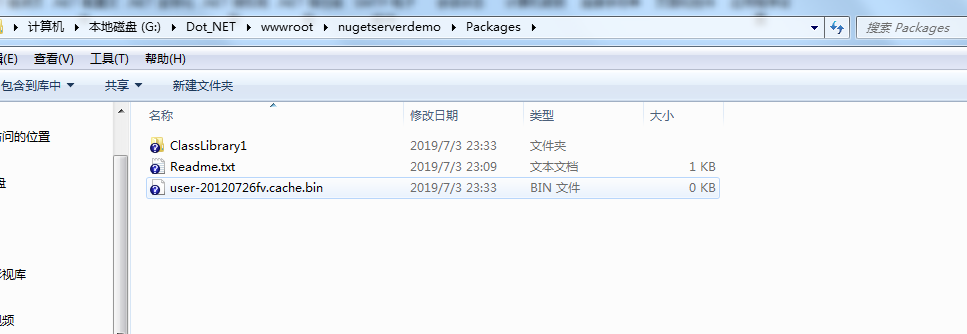 计算机 本地磁盘 (G:) Dot_NET wwwroot nugetserverdemo Packages 搜索 Packages
(E) 查看(V) 工具(T) 帮助(H)
包含到库中 共享 新建文件夹
名称 修改日期 类型 大小
问的位置
ClassLibrary1 2019/7/3 23:33 文件夹
Readme.txt 2019/7/3 23:09 文本文档 1 KB
user-20120726fv.cache.bin 2019/7/3 23:33 BIN 文件 0 KB
视库